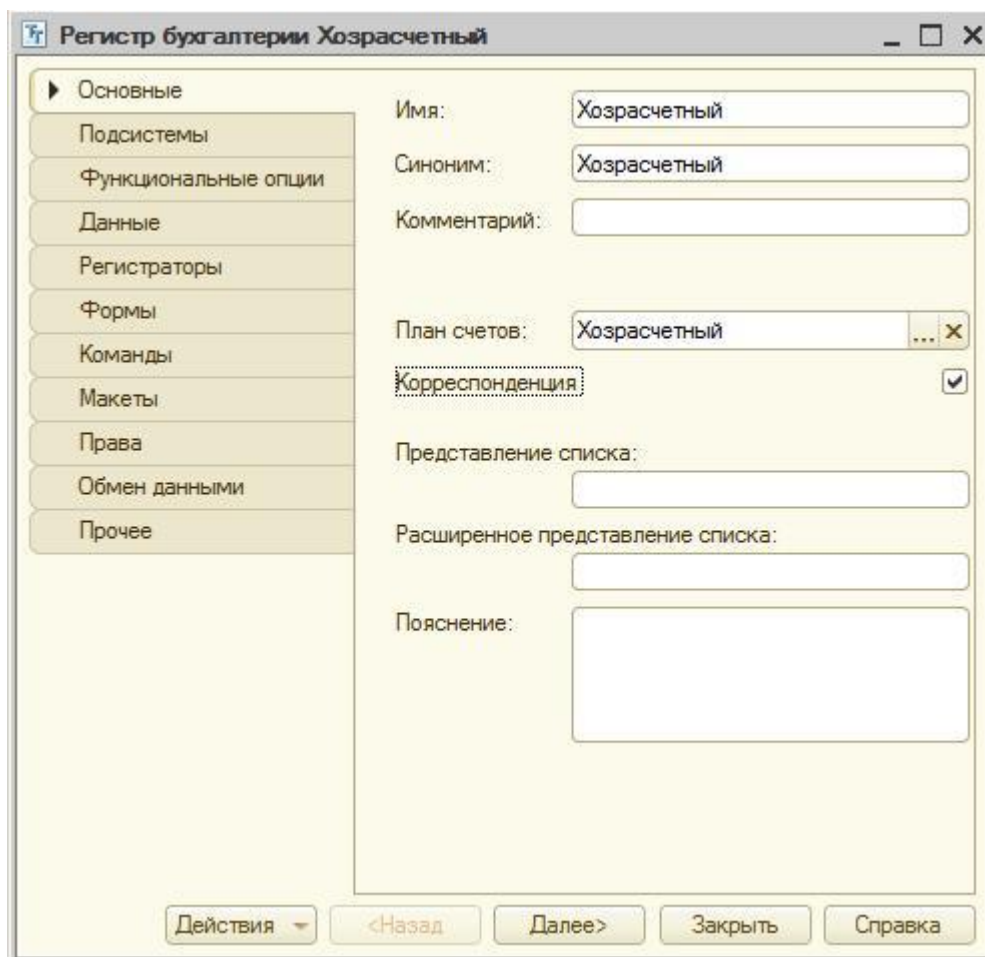 Регистр бухгалтерии Хозрасчетный
Основные
Подсистемы
Функциональные опции
Данные
Регистраторы
Формы
Команды
Макеты
Права
Обмен данными
Прочее
Имя: Хозрасчетный
Синоним: Хозрасчетный
Комментарий:
План счетов: Хозрасчетный ... ×
Корреспонденция
Представление списка:
Расширенное представление списка:
Пояснение:
Действия <Назад Далее> Закрыть Справка